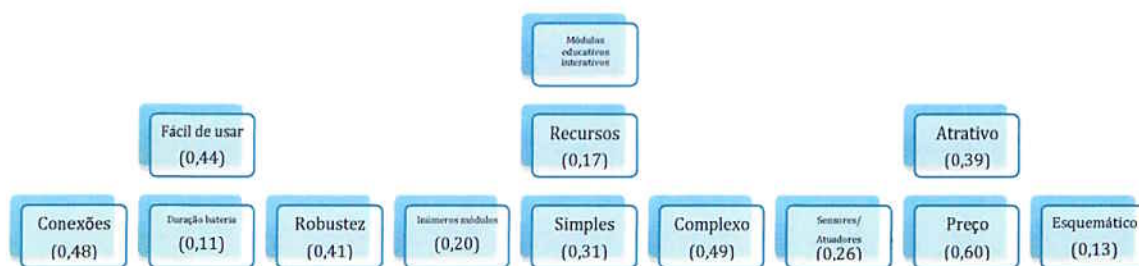 Módulos
educativos
interativos
Fácil de usar
(0,44)
Recursos
(0,17)
Atrativo
(0,39)
Conexões
(0,48)
Duração bateria
(0,11)
Robustez
(0,41)
Inúmeros módulos
(0,20)
Simples
(0,31)
Complexo
(0,49)
Sensores/
Atuadores
(0,26)
Preço
(0,60)
Esquemático
(0,13)